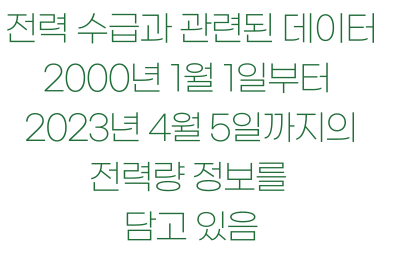 전력 수급과 관련된 데이터
2000년 1월 1일부터
2023년 4월 5일까지의
전력량 정보를
담고 있음